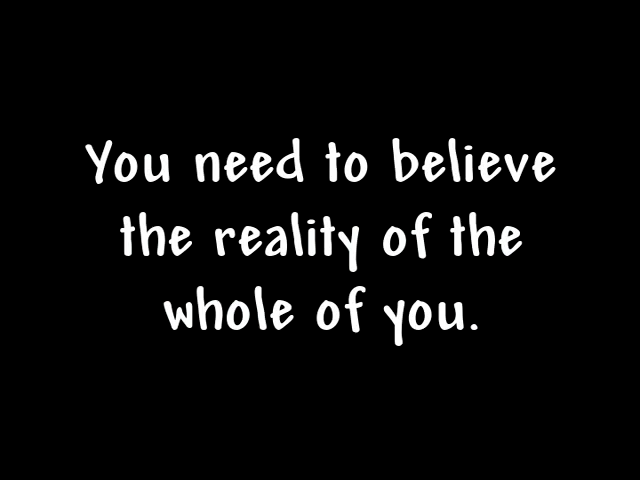 You need to believe
the reality of the
whole of you.